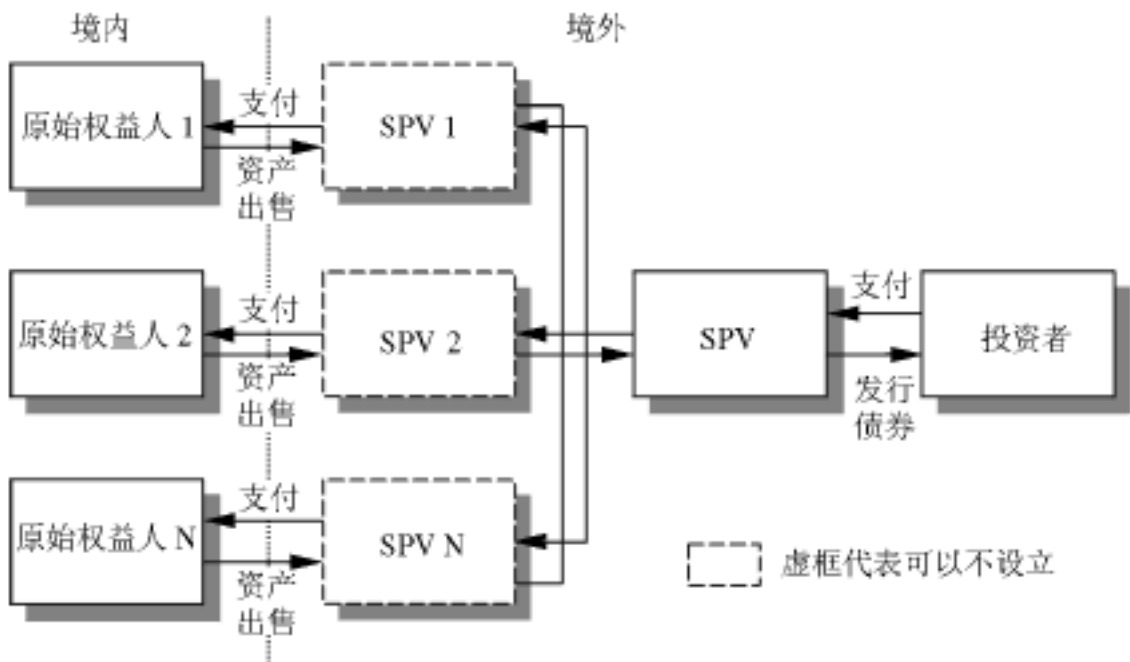 境内
境外
原始权益人 1
支付
资产
出售
SPV 1
原始权益人 2
支付
资产
出售
SPV 2
SPV
支付
发行
债券
投资者
原始权益人 N
支付
资产
出售
SPV N
虚框代表可以不设立